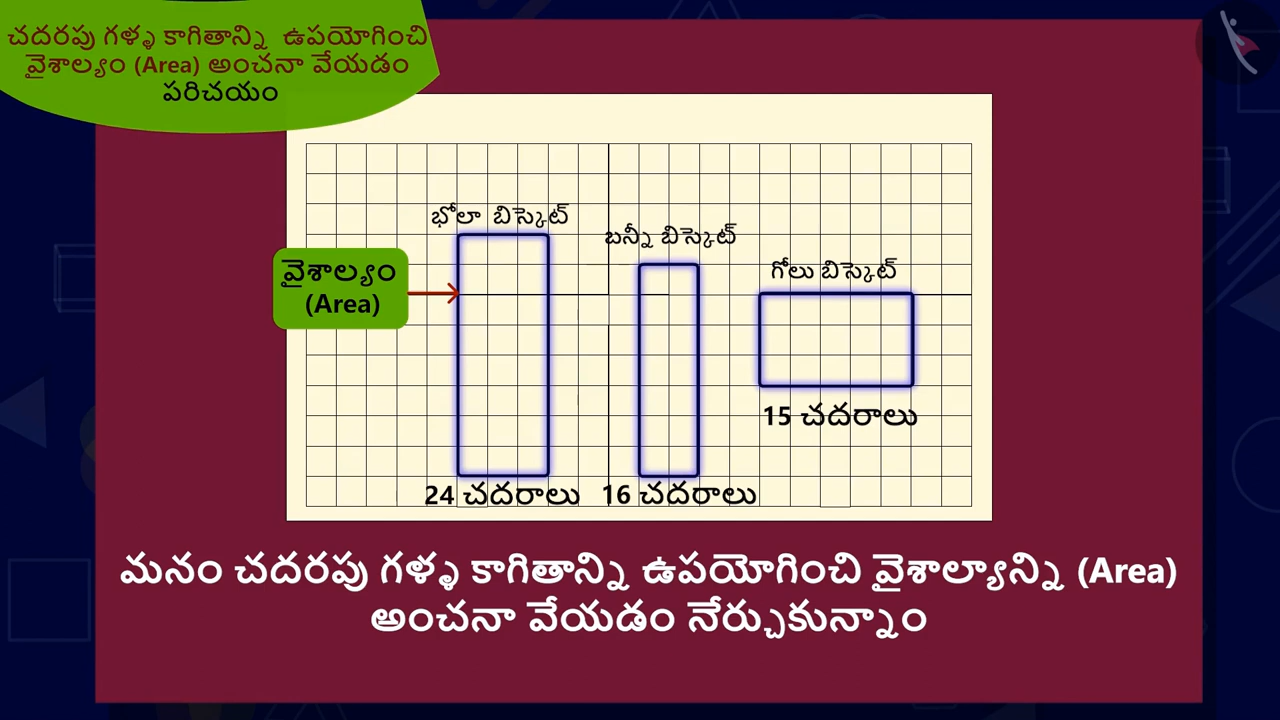 చదరపు గళ్ళ కాగితాన్ని ఉపయోగించి
వైశాల్యం (Area) అంచనా వేయడం
పరిచయం
భోలా బిస్కెట్
బన్నీ బిస్కెట్
గోలు బిస్కెట్
వైశాల్యం
(Area)
15 చదరాలు
24 చదరాలు
16 చదరాలు
మనం చదరపు గళ్ళ కాగితాన్ని ఉపయోగించి వైశాల్యాన్ని (Area)
అంచనా వేయడం నేర్చుకున్నాం